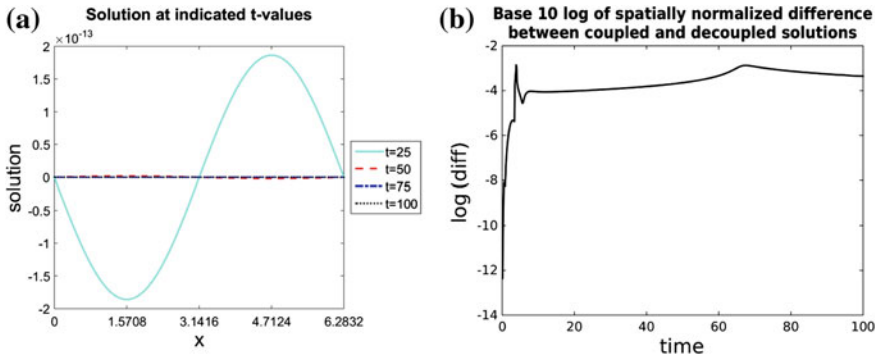 (a)
Solution at indicated t-values
×10⁻¹³
2
1.5
1
0.5
0
-0.5
-1
-1.5
-2
solution
0 1.5708 3.1416 4.7124 6.2832
x
t=25
t=50
t=75
t=100
(b)
Base 10 log of spatially normalized difference
between coupled and decoupled solutions
-2
-4
-6
-8
-10
-12
-14
log (diff)
0 20 40 60 80 100
time